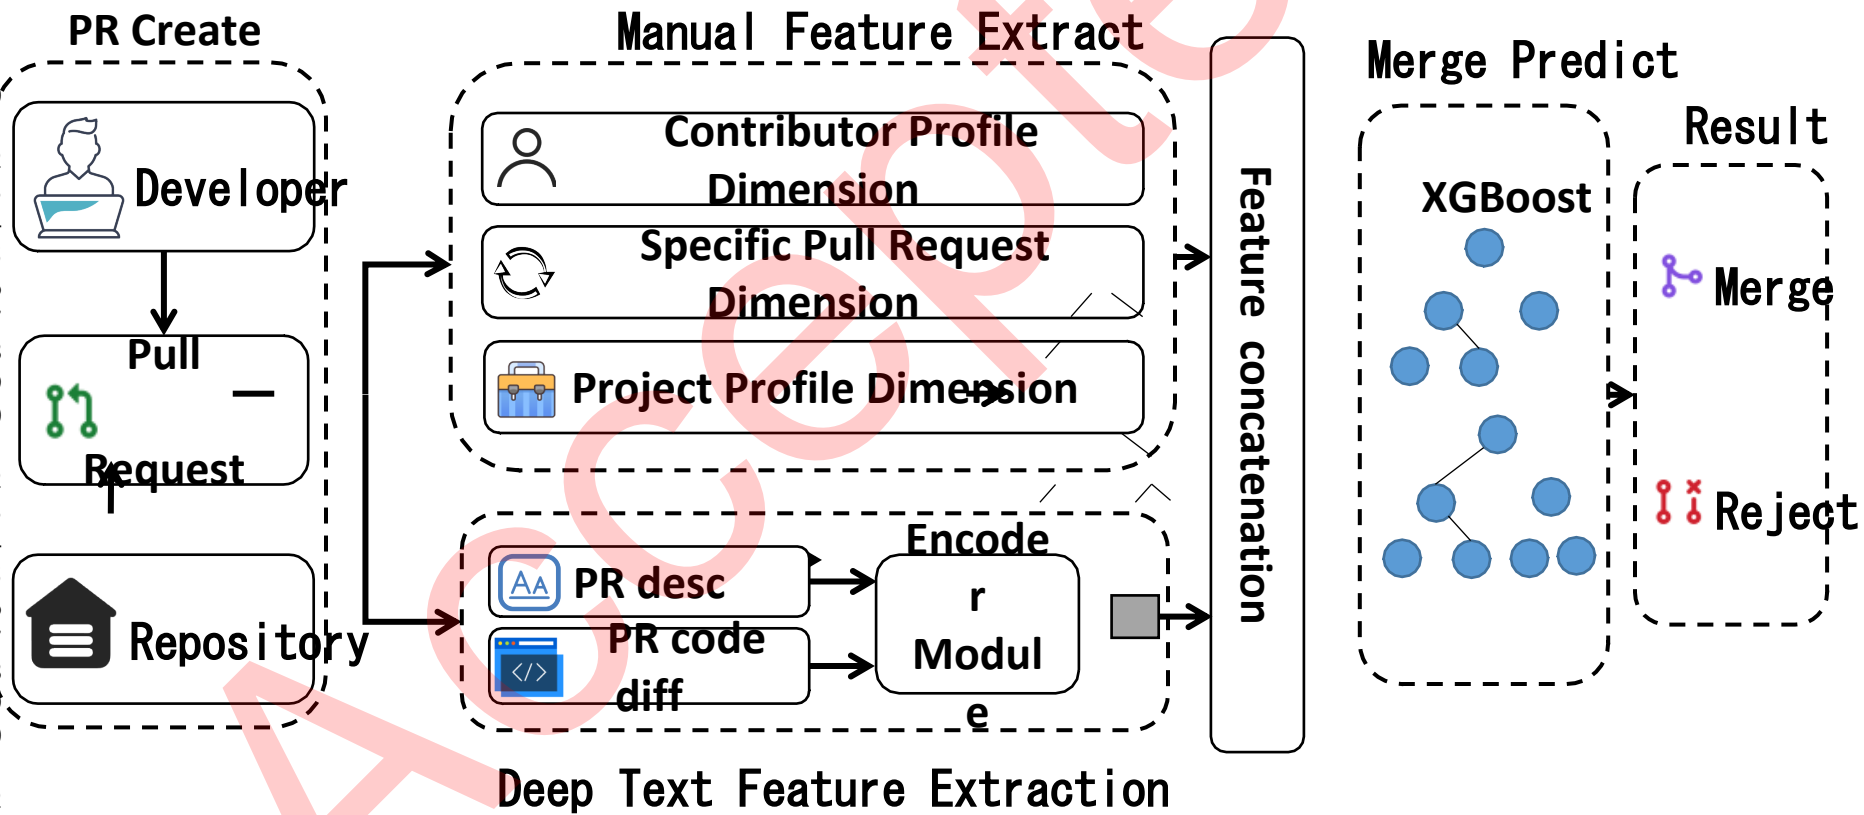 PR Create
Developer
Pull
Request
Repository
Manual Feature Extract
Contributor Profile
Dimension
Specific Pull Request
Dimension
Project Profile Dimension
PR desc
PR code
diff
Encode
r
Modul
e
Deep Text Feature Extraction
Feature concatenation
Merge Predict
XGBoost
Result
Merge
Reject
AA
</>
Accepte